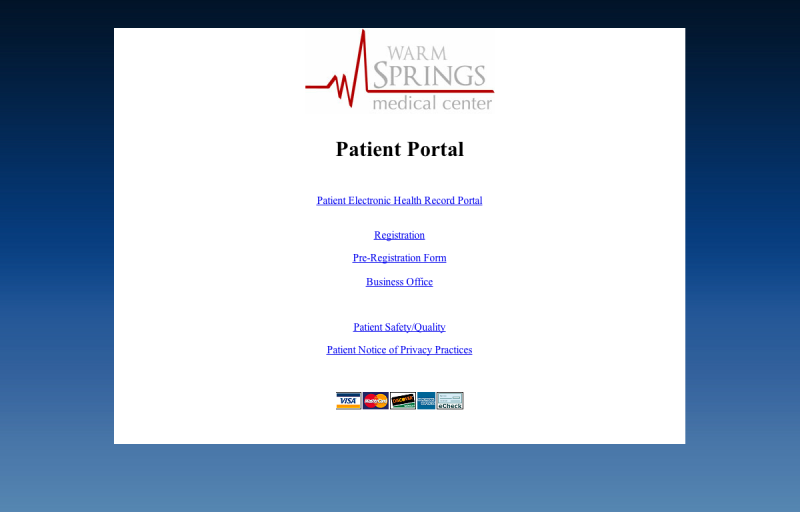 WARM
SPRINGS
medical center
Patient Portal
Patient Electronic Health Record Portal
Registration
Pre-Registration Form
Business Office
Patient Safety/Quality
Patient Notice of Privacy Practices
VISA MasterCard DISCOVER eCheck